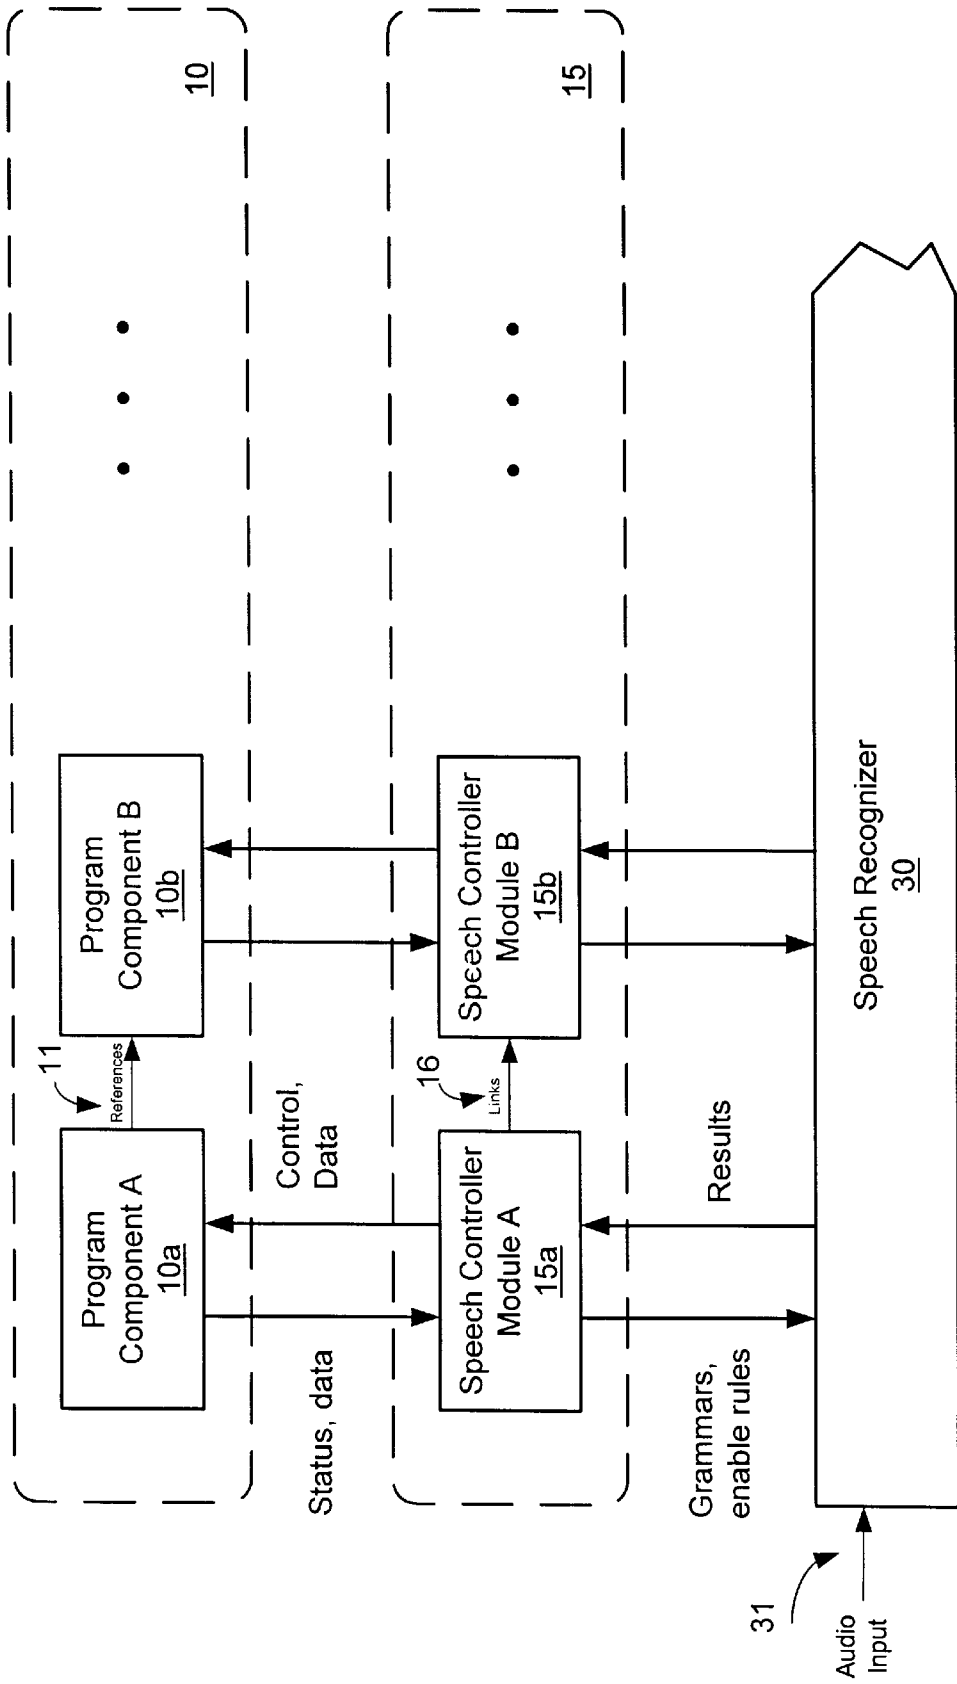 10
Program
Component A
10a
11
References
Program
Component B
10b
Status, data
Control,
Data
15
Speech Controller
Module A
15a
16
Links
Speech Controller
Module B
15b
Grammars,
enable rules
Results
31
Audio
Input
Speech Recognizer
30